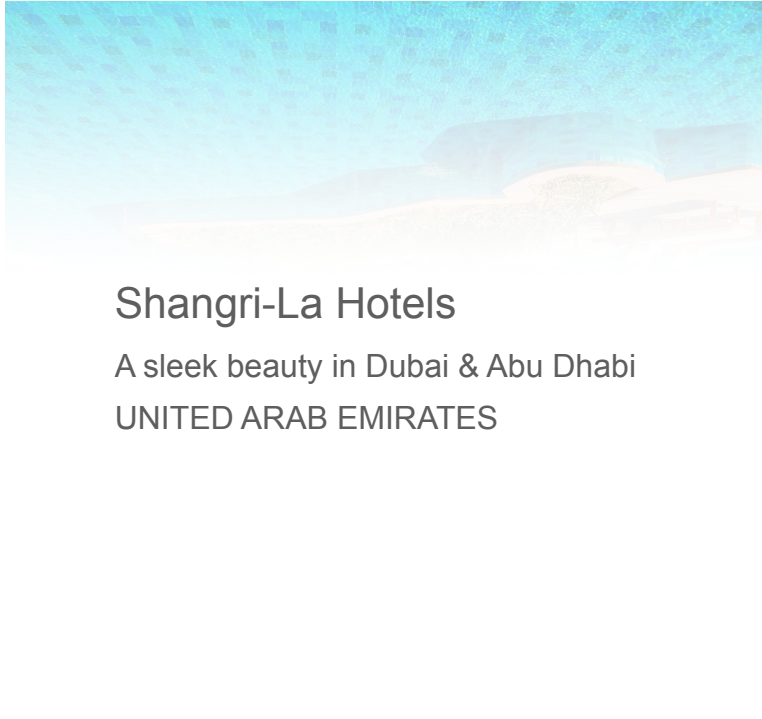 Shangri-La Hotels
A sleek beauty in Dubai & Abu Dhabi
UNITED ARAB EMIRATES